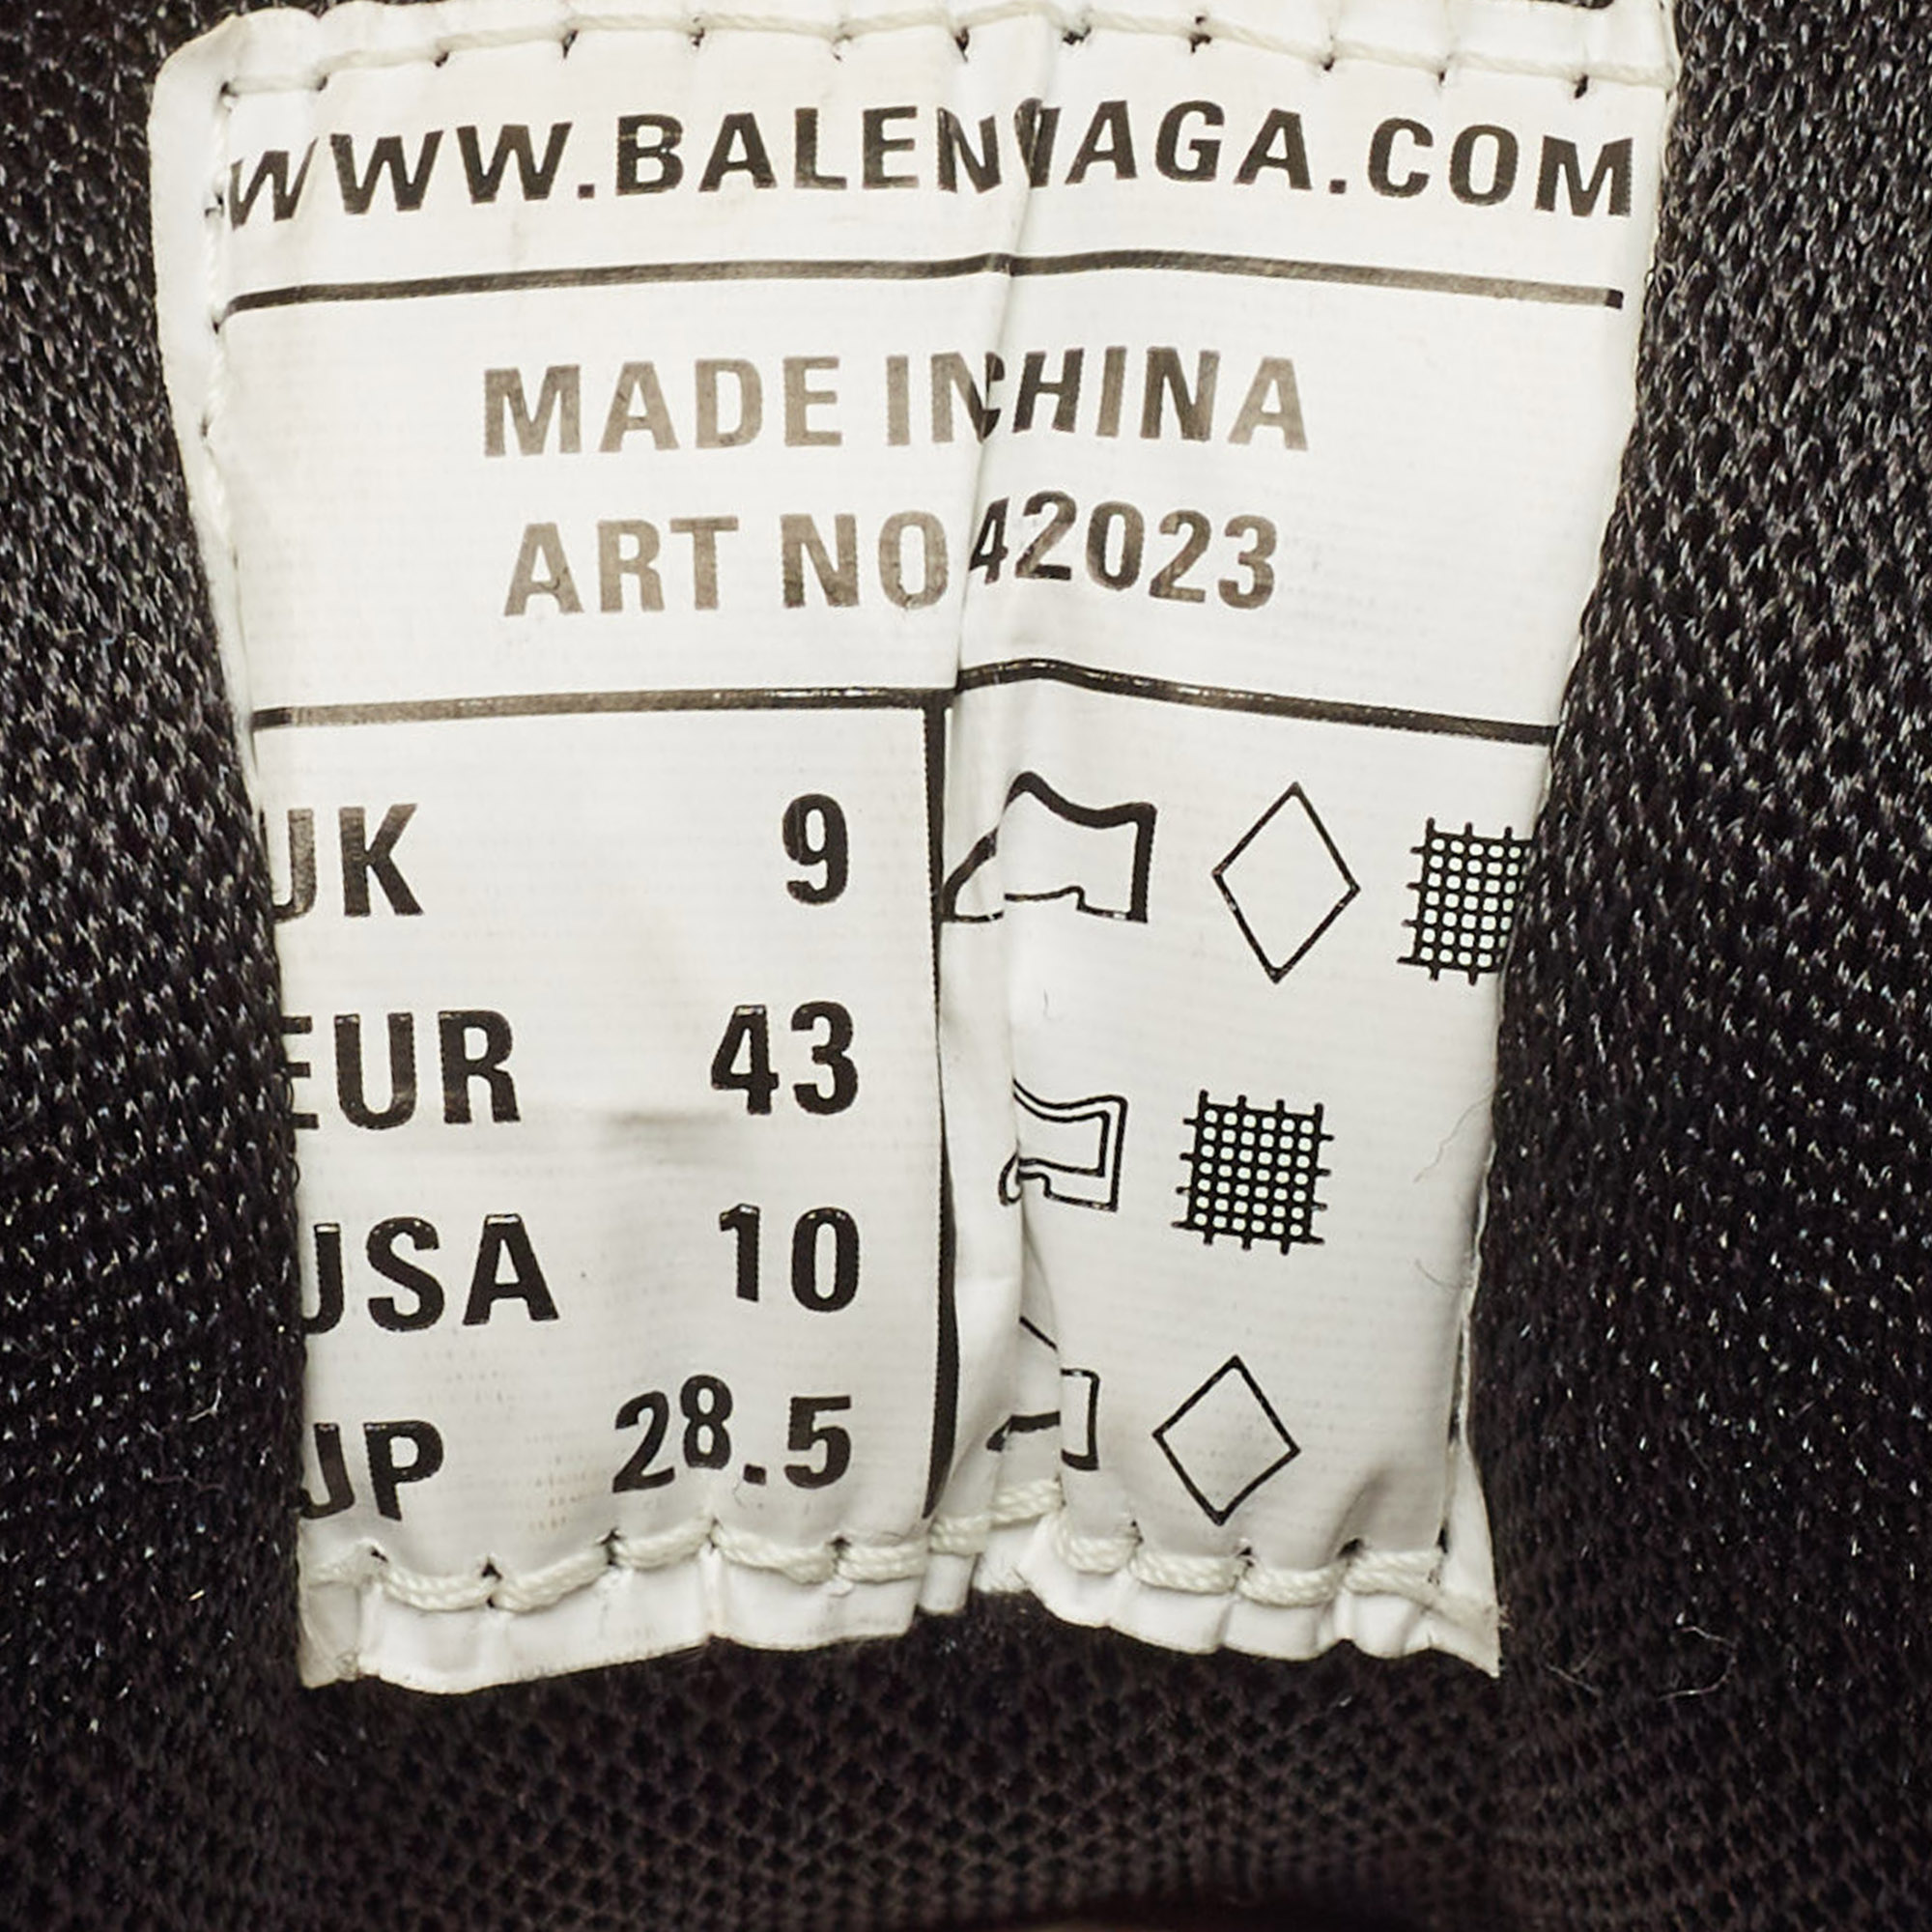 WWW.BALENCIAGA.COM
MADE IN CHINA
ART NO 42023
UK 9
EUR 43
USA 10
JP 28.5